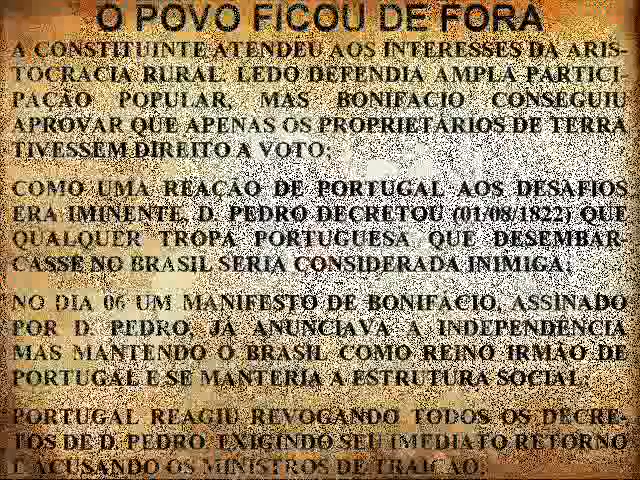 O POVO FICOU DE FORA
A CONSTITUINTE ATENDEU AOS INTERESSES DA ARIS-
TOCRACIA RURAL. LEDO DEFENDIA AMPLA PARTICI-
PAÇÃO POPULAR, MAS BONIFÁCIO CONSEGUIU
APROVAR QUE APENAS OS PROPRIETÁRIOS DE TERRA
TIVESSEM DIREITO A VOTO;
COMO UMA REAÇÃO DE PORTUGAL AOS DESAFIOS
ERA IMINENTE, D. PEDRO DECRETOU (01/08/1822) QUE
QUALQUER TROPA PORTUGUESA QUE DESEMBAR-
CASSE NO BRASIL SERIA CONSIDERADA INIMIGA;
NO DIA 06 UM MANIFESTO DE BONIFÁCIO, ASSINADO
POR D. PEDRO, JÁ ANUNCIAVA A INDEPENDÊNCIA
MAS MANTENDO O BRASIL COMO REINO IRMÃO DE
PORTUGAL E SE MANTERIA A ESTRUTURA SOCIAL;
PORTUGAL REAGIU REVOGANDO TODOS OS DECRE-
TOS DE D. PEDRO, EXIGINDO SEU IMEDIATO RETORNO
E ACUSANDO OS MINISTROS DE TRAIÇÃO;